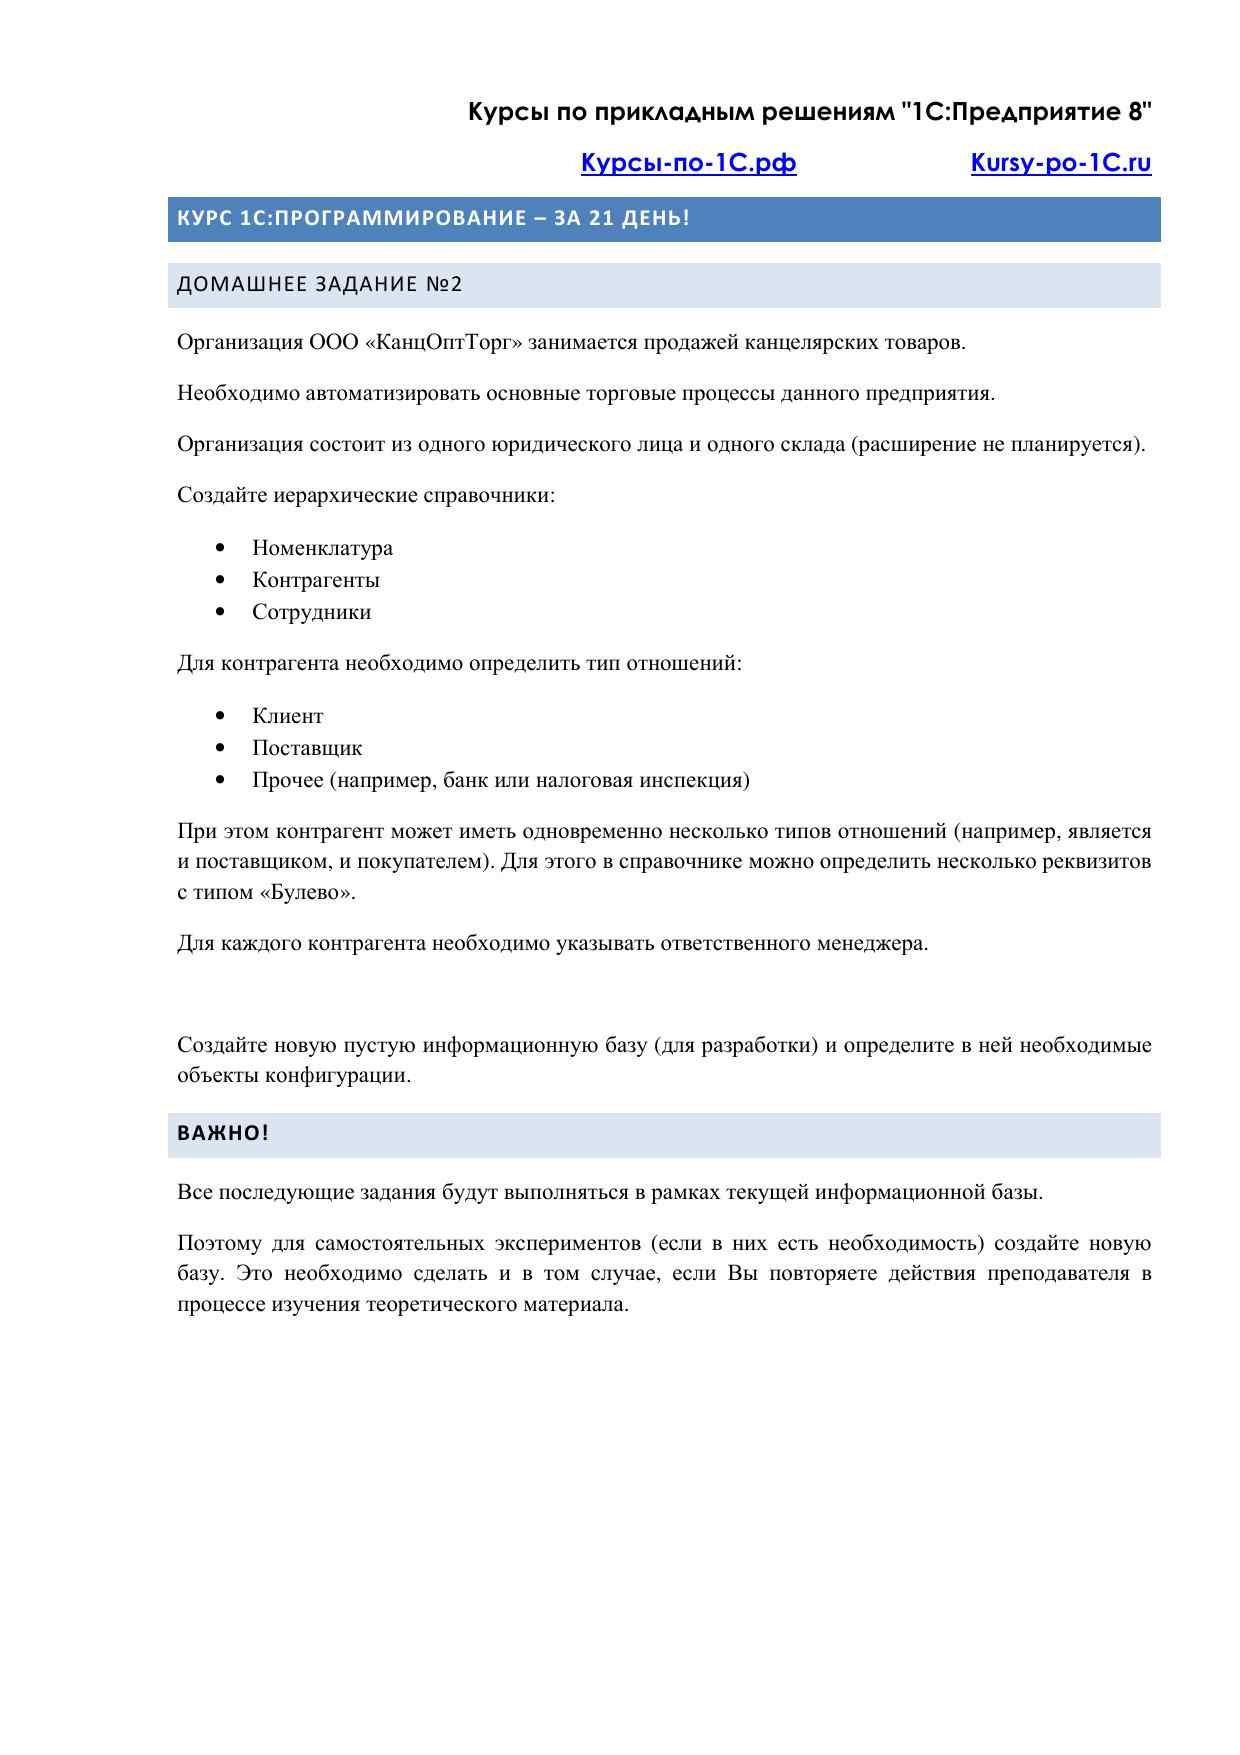 Курсы по прикладным решениям "1С:Предприятие 8"
Курсы-по-1С.рф Kursy-po-1C.ru
КУРС 1С:ПРОГРАММИРОВАНИЕ – ЗА 21 ДЕНЬ!
ДОМАШНЕЕ ЗАДАНИЕ №2
Организация ООО «КанцОптТорг» занимается продажей канцелярских товаров.
Необходимо автоматизировать основные торговые процессы данного предприятия.
Организация состоит из одного юридического лица и одного склада (расширение не планируется).
Создайте иерархические справочники:
• Номенклатура
• Контрагенты
• Сотрудники
Для контрагента необходимо определить тип отношений:
• Клиент
• Поставщик
• Прочее (например, банк или налоговая инспекция)
При этом контрагент может иметь одновременно несколько типов отношений (например, является
и поставщиком, и покупателем). Для этого в справочнике можно определить несколько реквизитов
с типом «Булево».
Для каждого контрагента необходимо указывать ответственного менеджера.
Создайте новую пустую информационную базу (для разработки) и определите в ней необходимые
объекты конфигурации.
ВАЖНО!
Все последующие задания будут выполняться в рамках текущей информационной базы.
Поэтому для самостоятельных экспериментов (если в них есть необходимость) создайте новую
базу. Это необходимо сделать и в том случае, если Вы повторяете действия преподавателя в
процессе изучения теоретического материала.